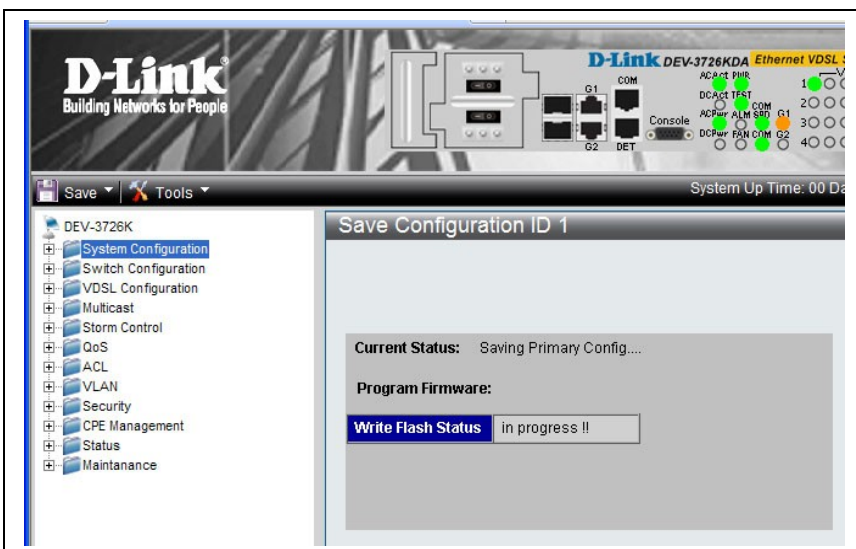 D-Link
Building Networks for People
D-Link DEV-3726KDA Ethernet VDSL
COM
G1
G2
DET
Console
ACAct PWR
DCAct TEST
COM
ACPwr ALM SRD G1
DCPwr FAN COM G2
1
2
3
4
Save
Tools
System Up Time: 00 Da
DEV-3726K
System Configuration
Switch Configuration
VDSL Configuration
Multicast
Storm Control
QoS
ACL
VLAN
Security
CPE Management
Status
Maintanance
Save Configuration ID 1
Current Status: Saving Primary Config....
Program Firmware:
Write Flash Status in progress !!